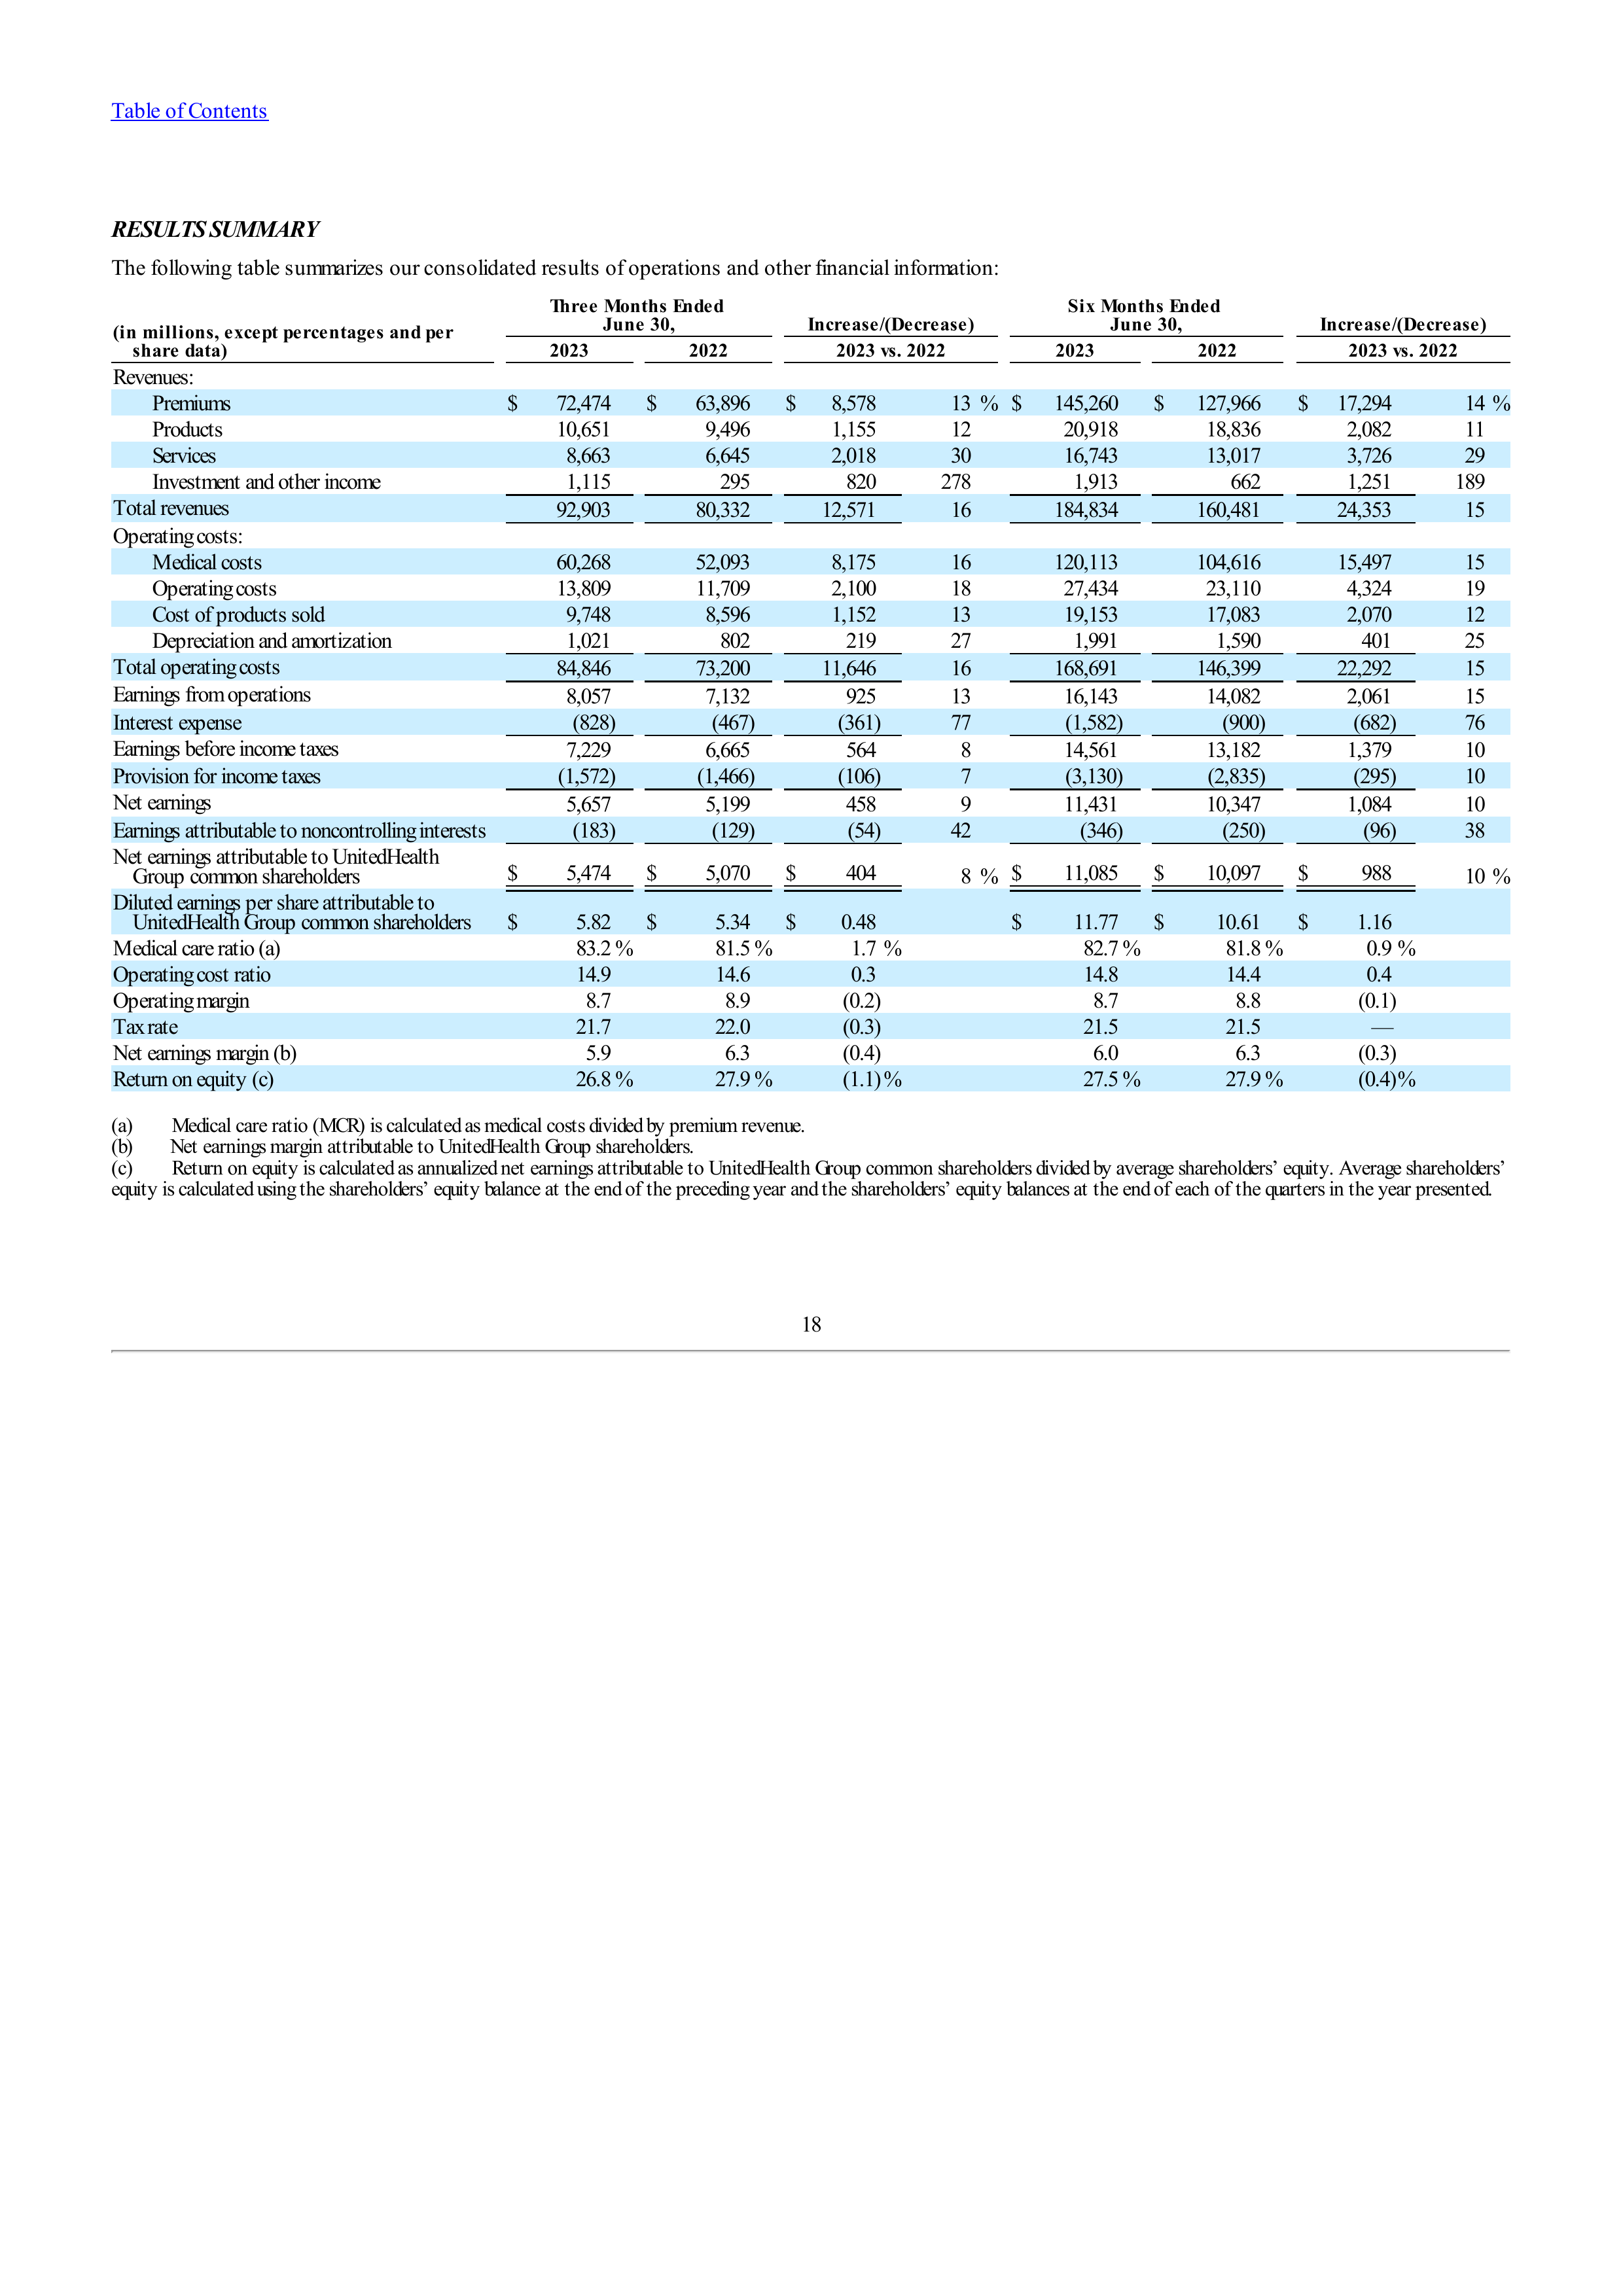 Table of Contents
RESULTS SUMMARY
The following table summarizes our consolidated results of operations and other financial information:
Three Months Ended Six Months Ended
June 30, Increase/(Decrease) June 30, Increase/(Decrease)
(in millions, except percentages and per
share data) 2023 2022 2023 vs. 2022 2023 2022 2023 vs. 2022
Revenues:
Premiums $ 72,474 $ 63,896 $ 8,578 13 % $ 145,260 $ 127,966 $ 17,294 14 %
Products 10,651 9,496 1,155 12 20,918 18,836 2,082 11
Services 8,663 6,645 2,018 30 16,743 13,017 3,726 29
Investment and other income 1,115 295 820 278 1,913 662 1,251 189
Total revenues 92,903 80,332 12,571 16 184,834 160,481 24,353 15
Operating costs:
Medical costs 60,268 52,093 8,175 16 120,113 104,616 15,497 15
Operating costs 13,809 11,709 2,100 18 27,434 23,110 4,324 19
Cost of products sold 9,748 8,596 1,152 13 19,153 17,083 2,070 12
Depreciation and amortization 1,021 802 219 27 1,991 1,590 401 25
Total operating costs 84,846 73,200 11,646 16 168,691 146,399 22,292 15
Earnings from operations 8,057 7,132 925 13 16,143 14,082 2,061 15
Interest expense (828) (467) (361) 77 (1,582) (900) (682) 76
Earnings before income taxes 7,229 6,665 564 8 14,561 13,182 1,379 10
Provision for income taxes (1,572) (1,466) (106) 7 (3,130) (2,835) (295) 10
Net earnings 5,657 5,199 458 9 11,431 10,347 1,084 10
Earnings attributable to noncontrolling interests (183) (129) (54) 42 (346) (250) (96) 38
Net earnings attributable to UnitedHealth
Group common shareholders $ 5,474 $ 5,070 $ 404 8 % $ 11,085 $ 10,097 $ 988 10 %
Diluted earnings per share attributable to
UnitedHealth Group common shareholders $ 5.82 $ 5.34 $ 0.48 $ 11.77 $ 10.61 $ 1.16
Medical care ratio (a) 83.2 % 81.5 % 1.7 % 82.7 % 81.8 % 0.9 %
Operating cost ratio 14.9 14.6 0.3 14.8 14.4 0.4
Operating margin 8.7 8.9 (0.2) 8.7 8.8 (0.1)
Tax rate 21.7 22.0 (0.3) 21.5 21.5 —
Net earnings margin (b) 5.9 6.3 (0.4) 6.0 6.3 (0.3)
Return on equity (c) 26.8 % 27.9 % (1.1)% 27.5 % 27.9 % (0.4)%
(a) Medical care ratio (MCR) is calculated as medical costs divided by premium revenue.
(b) Net earnings margin attributable to UnitedHealth Group shareholders.
(c) Return on equity is calculated as annualized net earnings attributable to UnitedHealth Group common shareholders divided by average shareholders’ equity. Average shareholders’
equity is calculated using the shareholders’ equity balance at the end of the preceding year and the shareholders’ equity balances at the end of each of the quarters in the year presented.
18